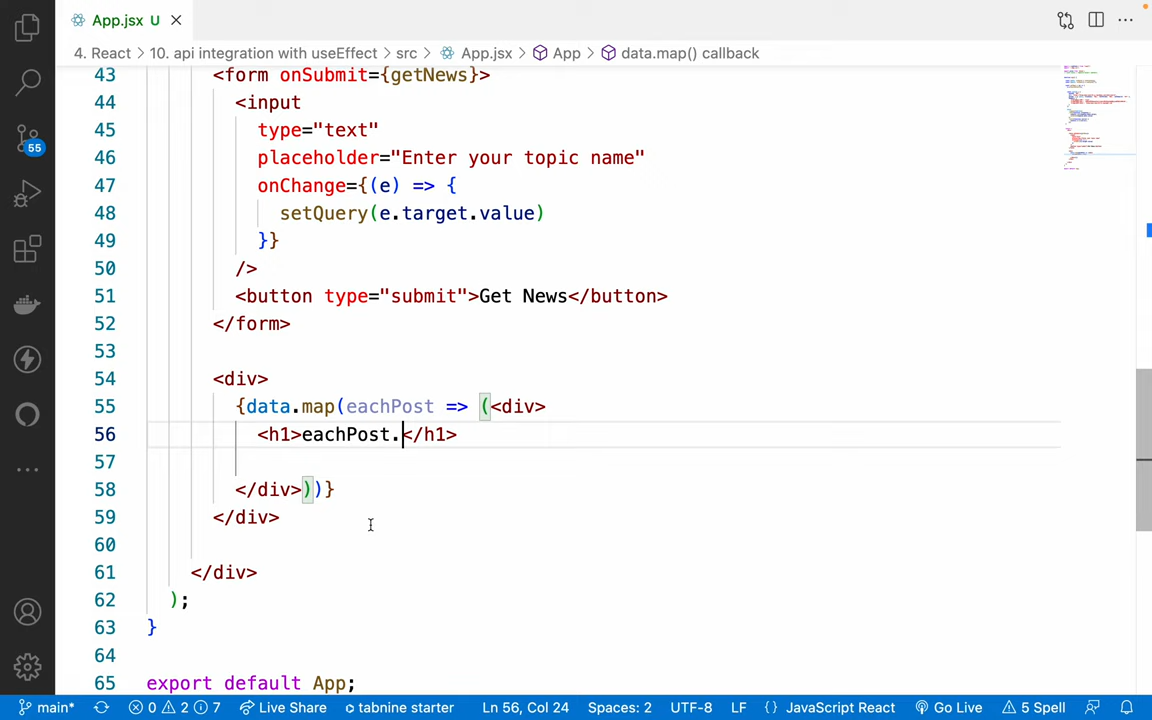 App.jsx U
4. React > 10. api integration with useEffect > src > App.jsx > App > data.map() callback
43 <form onSubmit={getNews}>
44 <input
45 type="text"
46 placeholder="Enter your topic name"
47 onChange={(e) => {
48 setQuery(e.target.value)
49 }}
50 />
51 <button type="submit">Get News</button>
52 </form>
53
54 <div>
55 {data.map(eachPost => (<div>
56 <h1>eachPost.</h1>
57
58 </div>))}
59 </div>
60
61 </div>
62 );
63 }
64
65 export default App;
55
main* 0 2 7 Live Share tabnine starter Ln 56, Col 24 Spaces: 2 UTF-8 LF {} JavaScript React Go Live 5 Spell